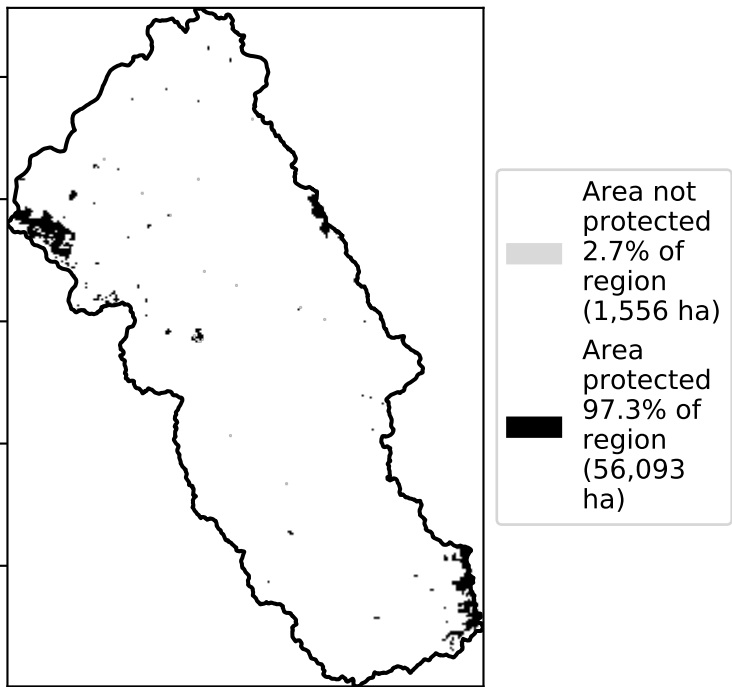 Area not
protected
2.7% of
region
(1,556 ha)
Area
protected
97.3% of
region
(56,093
ha)